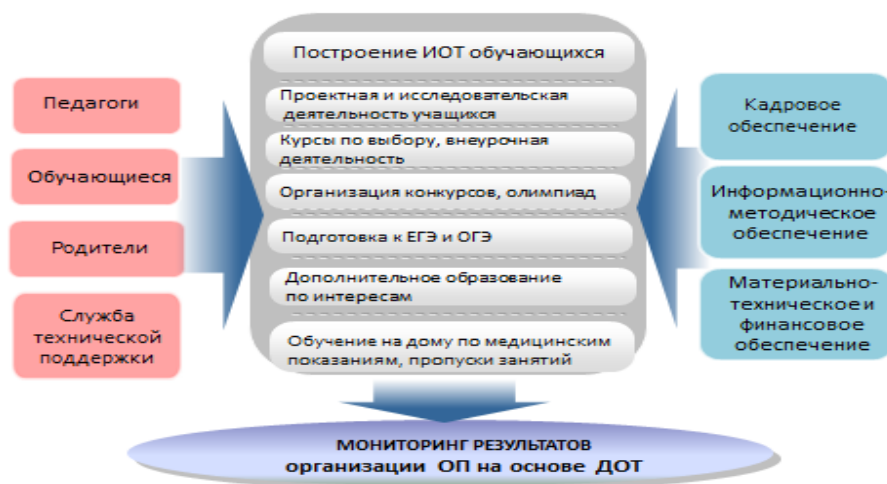 Педагоги
Обучающиеся
Родители
Служба
технической
поддержки
Построение ИОТ обучающихся
Проектная и исследовательская
деятельность учащихся
Курсы по выбору, внеурочная
деятельность
Организация конкурсов, олимпиад
Подготовка к ЕГЭ и ОГЭ
Дополнительное образование
по интересам
Обучение на дому по медицинским
показаниям, пропуски занятий
Кадровое
обеспечение
Информационно-
методическое
обеспечение
Материально-
техническое и
финансовое
обеспечение
МОНИТОРИНГ РЕЗУЛЬТАТОВ
организации ОП на основе ДОТ